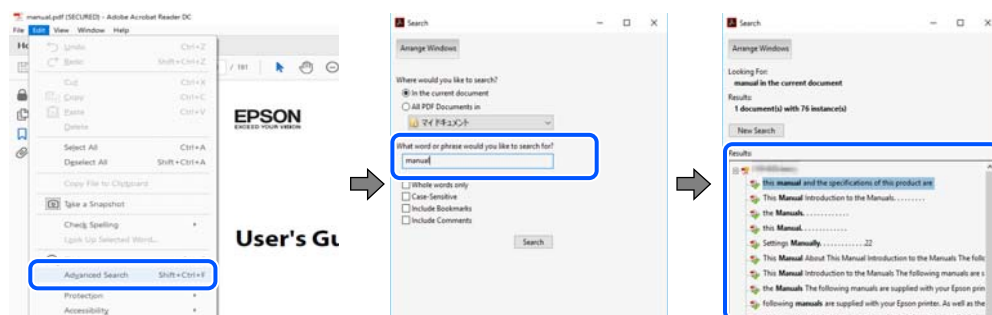 manual.pdf (SECURED) - Adobe Acrobat Reader DC
File Edit View Window Help
Undo Ctrl+Z
Redo Shift+Ctrl+Z
Cut Ctrl+X
Copy Ctrl+C
Paste Ctrl+V
Delete
Select All Ctrl+A
Deselect All Shift+Ctrl+A
Copy File to Clipboard
Take a Snapshot
Check Spelling
Look Up Selected Word...
Advanced Search Shift+Ctrl+F
Protection
Accessibility
/ 181
EPSON
EXCEED YOUR VISION
User's Gu
Search
Arrange Windows
Where would you like to search?
In the current document
All PDF Documents in
マイ ドキュメント
What word or phrase would you like to search for?
manual
Whole words only
Case-Sensitive
Include Bookmarks
Include Comments
Search
Search
Arrange Windows
Looking For:
manual in the current document
Results:
1 document(s) with 76 instance(s)
New Search
Results
this manual and the specifications of this product are
This Manual Introduction to the Manuals. . . . . . . . .
the Manuals. . . . . . . . . . . .
this Manual. . . . . . . . . . . .
Settings Manually. . . . . . . . . . . .22
This Manual About This Manual Introduction to the Manuals The follo
This Manual Introduction to the Manuals The following manuals are s
the Manuals The following manuals are supplied with your Epson prin
following manuals are supplied with your Epson printer. As well as the